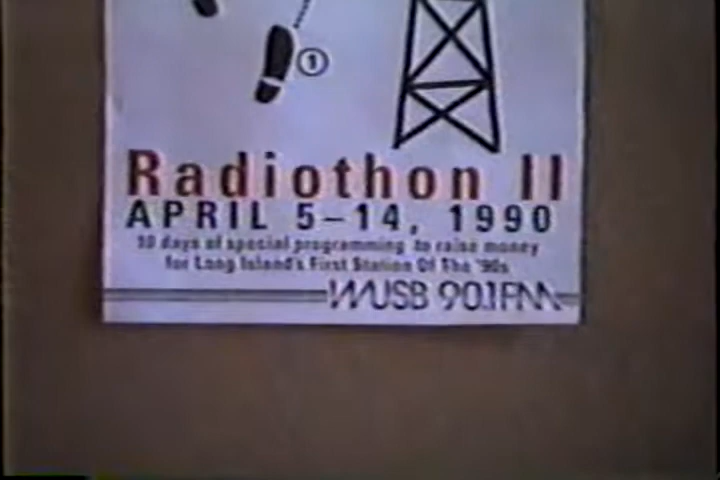 1
Radiothon II
APRIL 5-14, 1990
10 days of special programming to raise money
for Long Island's First Station Of The '90s
WUSB 90.1FM